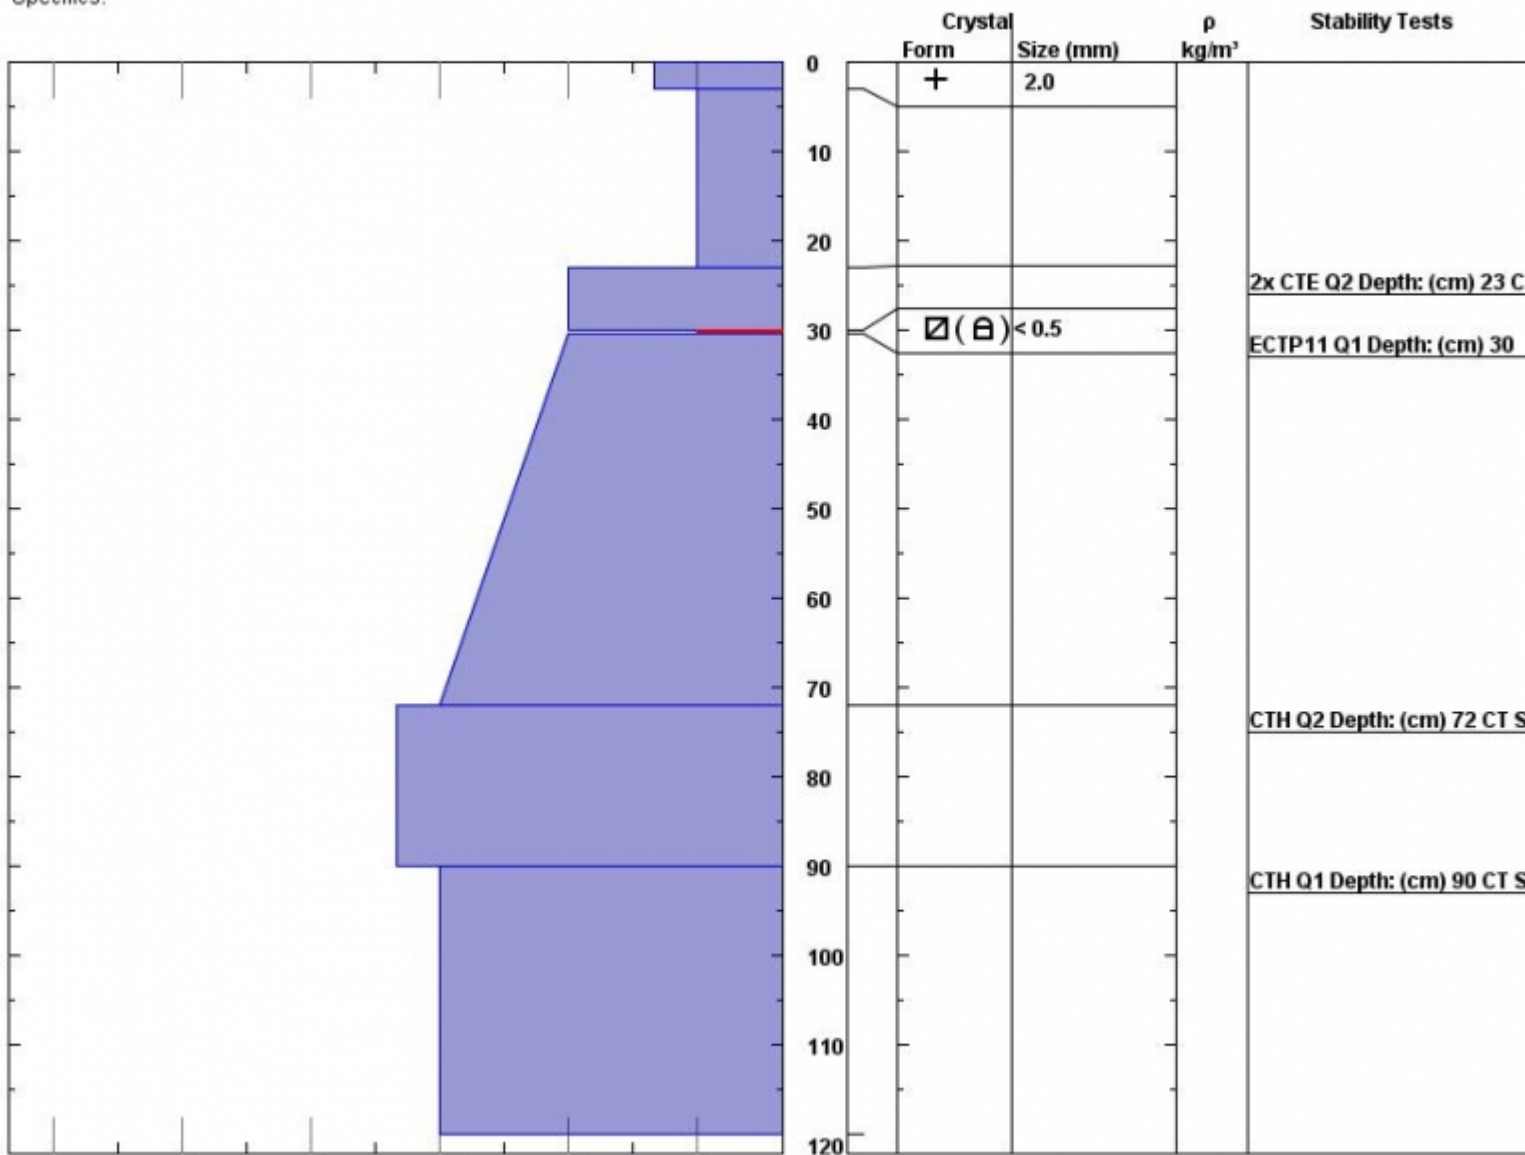 Specifics:
Crystal ρ Stability Tests
Form Size (mm) kg/m³
0
+ 2.0
10
20
2x CTE Q2 Depth: (cm) 23 C
30
< 0.5
ECTP11 Q1 Depth: (cm) 30
40
50
60
70
CTH Q2 Depth: (cm) 72 CT S
80
90
CTH Q1 Depth: (cm) 90 CT S
100
110
120